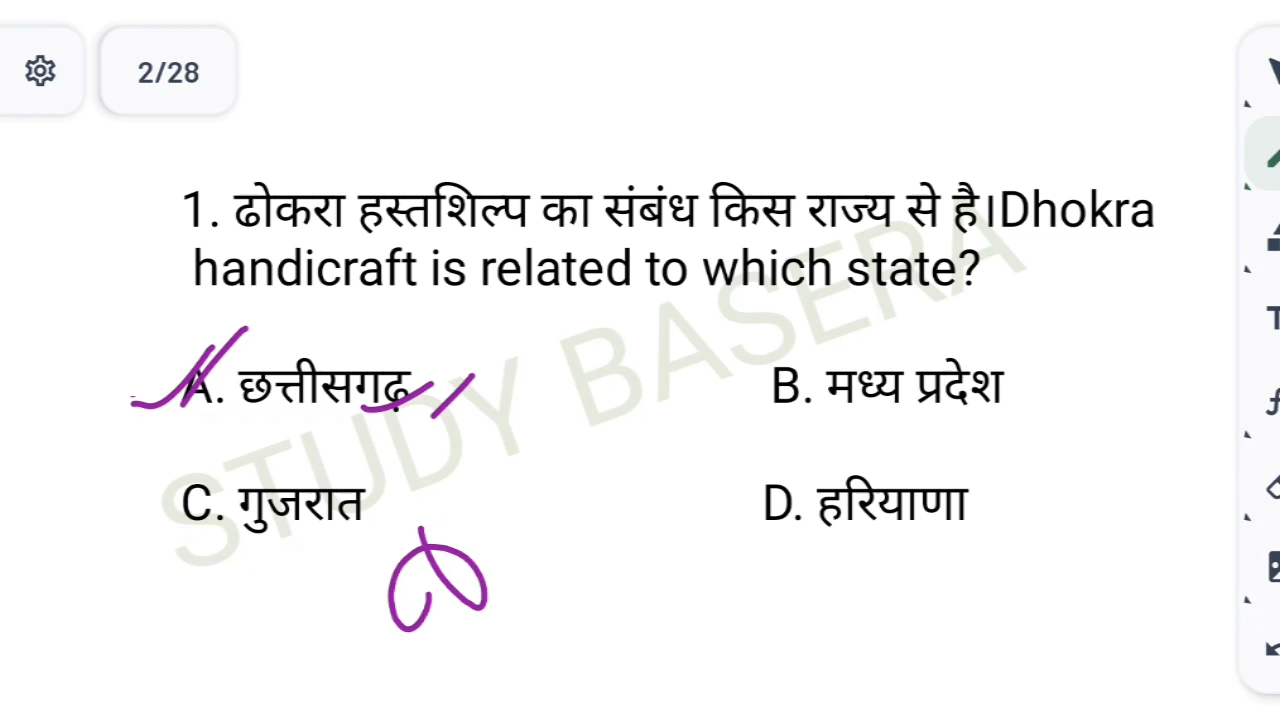 2/28
1. ढोकरा हस्तशिल्प का संबंध किस राज्य से है।Dhokra
handicraft is related to which state?
A. छत्तीसगढ़ B. मध्य प्रदेश
C. गुजरात D. हरियाणा
STUDY BASERA